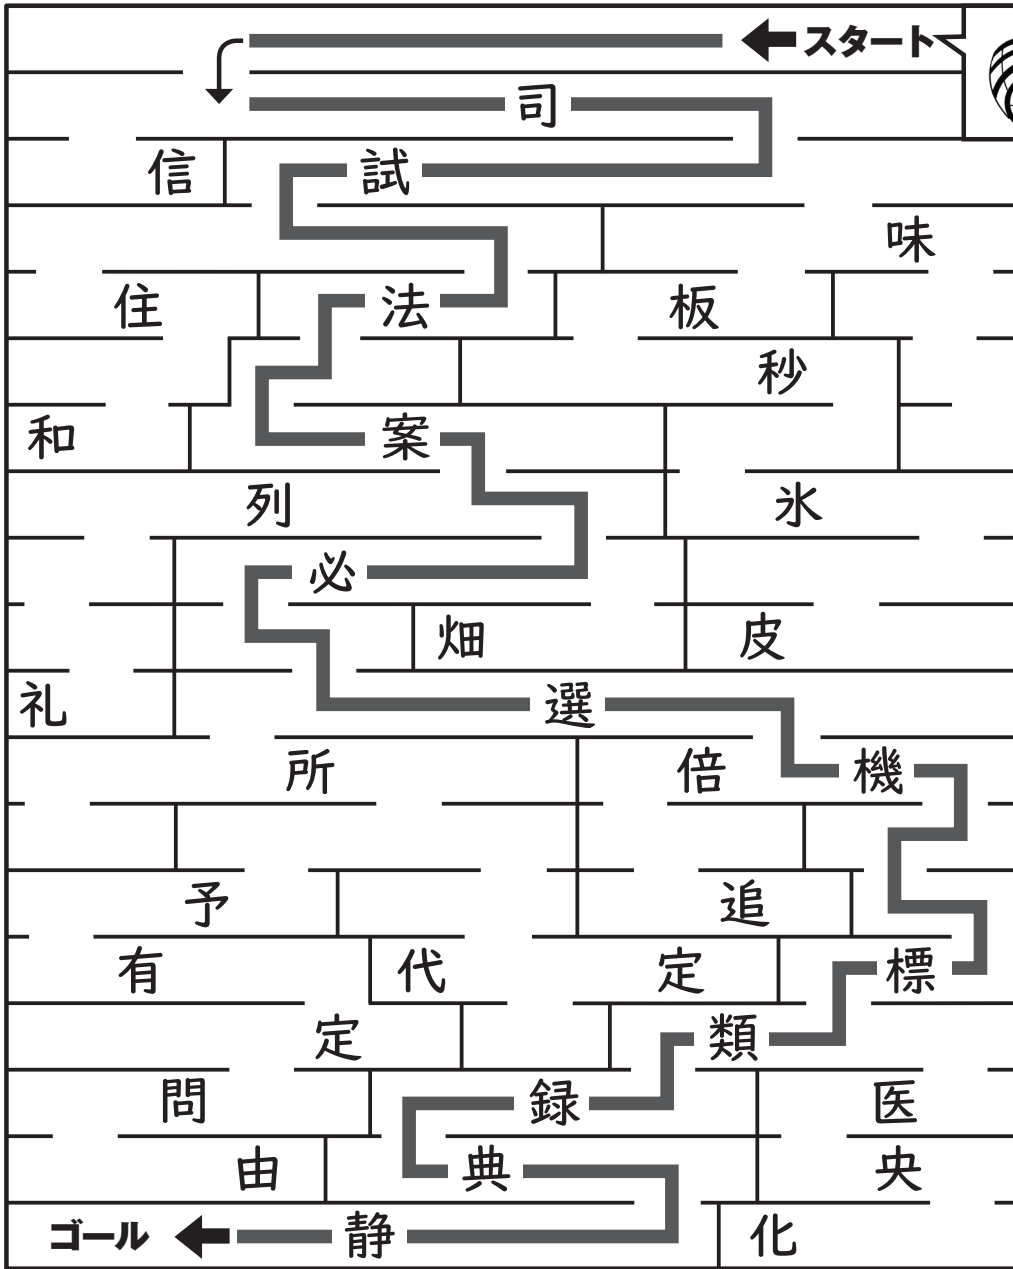 スタート
司
信 試
味
住 法 板
秒
和 案
列 氷
必
畑 皮
礼 選
所 倍 機
予 追
有 代 定 標
定 類
問 録 医
由 典 央
ゴール 静 化